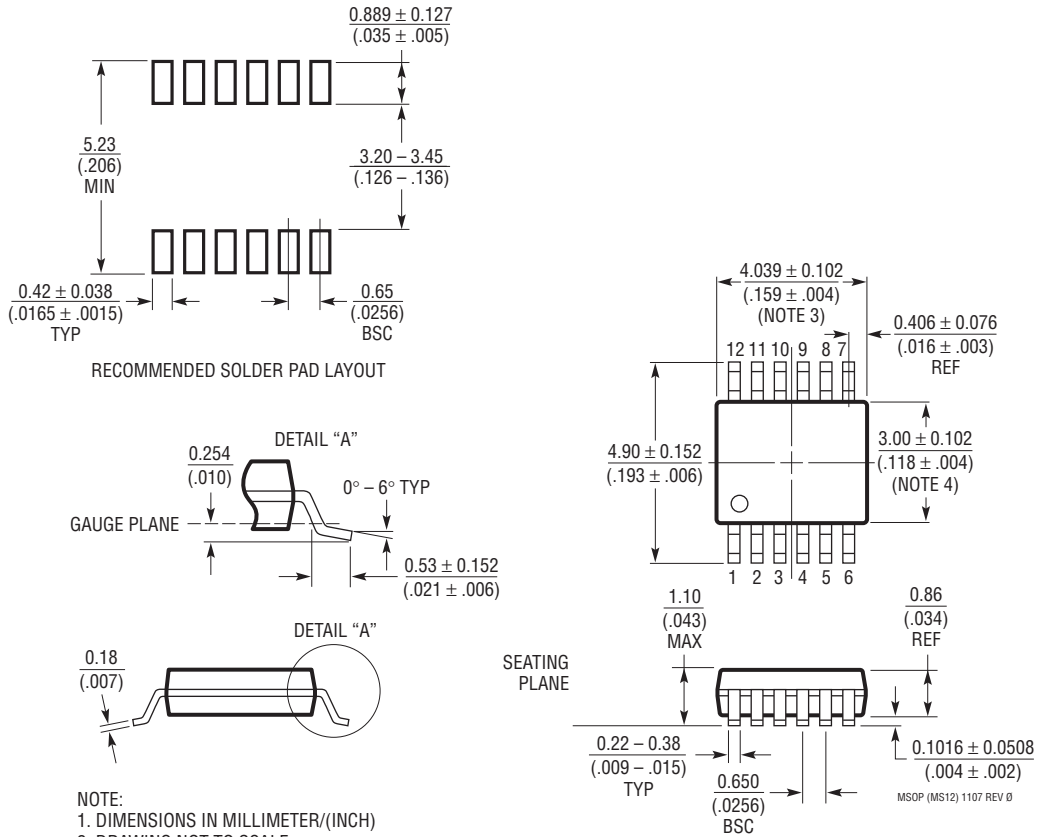 0.889 ± 0.127
(.035 ± .005)
5.23
(.206)
MIN
3.20 – 3.45
(.126 – .136)
0.42 ± 0.038
(.0165 ± .0015)
TYP
0.65
(.0256)
BSC
RECOMMENDED SOLDER PAD LAYOUT
4.039 ± 0.102
(.159 ± .004)
(NOTE 3)
0.406 ± 0.076
(.016 ± .003)
REF
12 11 10 9 8 7
4.90 ± 0.152
(.193 ± .006)
3.00 ± 0.102
(.118 ± .004)
(NOTE 4)
1 2 3 4 5 6
DETAIL “A”
0.254
(.010)
0° – 6° TYP
GAUGE PLANE
0.53 ± 0.152
(.021 ± .006)
DETAIL “A”
0.18
(.007)
1.10
(.043)
MAX
0.86
(.034)
REF
SEATING
PLANE
0.22 – 0.38
(.009 – .015)
TYP
0.650
(.0256)
BSC
0.1016 ± 0.0508
(.004 ± .002)
MSOP (MS12) 1107 REV Ø
NOTE:
1. DIMENSIONS IN MILLIMETER/(INCH)